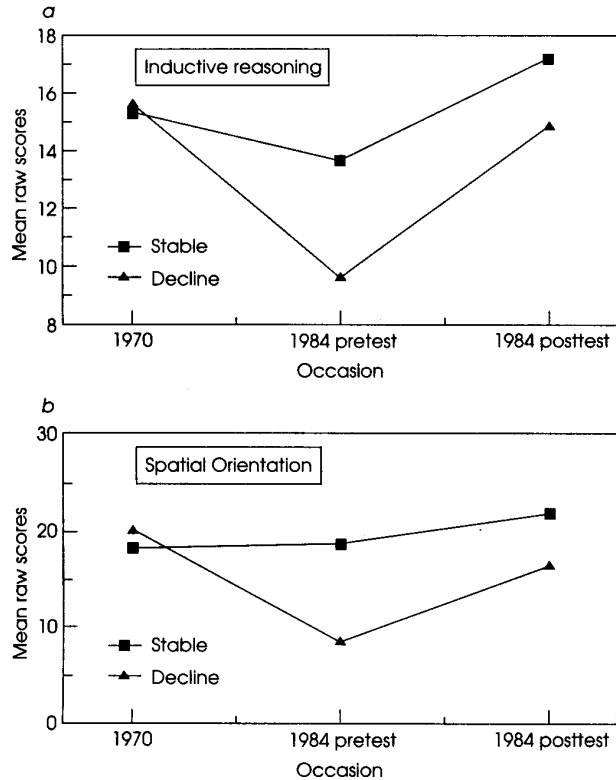 a
18
Inductive reasoning
16
14
Mean raw scores
12
Stable
10
Decline
8
1970
1984 pretest
1984 posttest
Occasion
b
30
Spatial Orientation
20
Mean raw scores
10
Stable
Decline
0
1970
1984 pretest
1984 posttest
Occasion